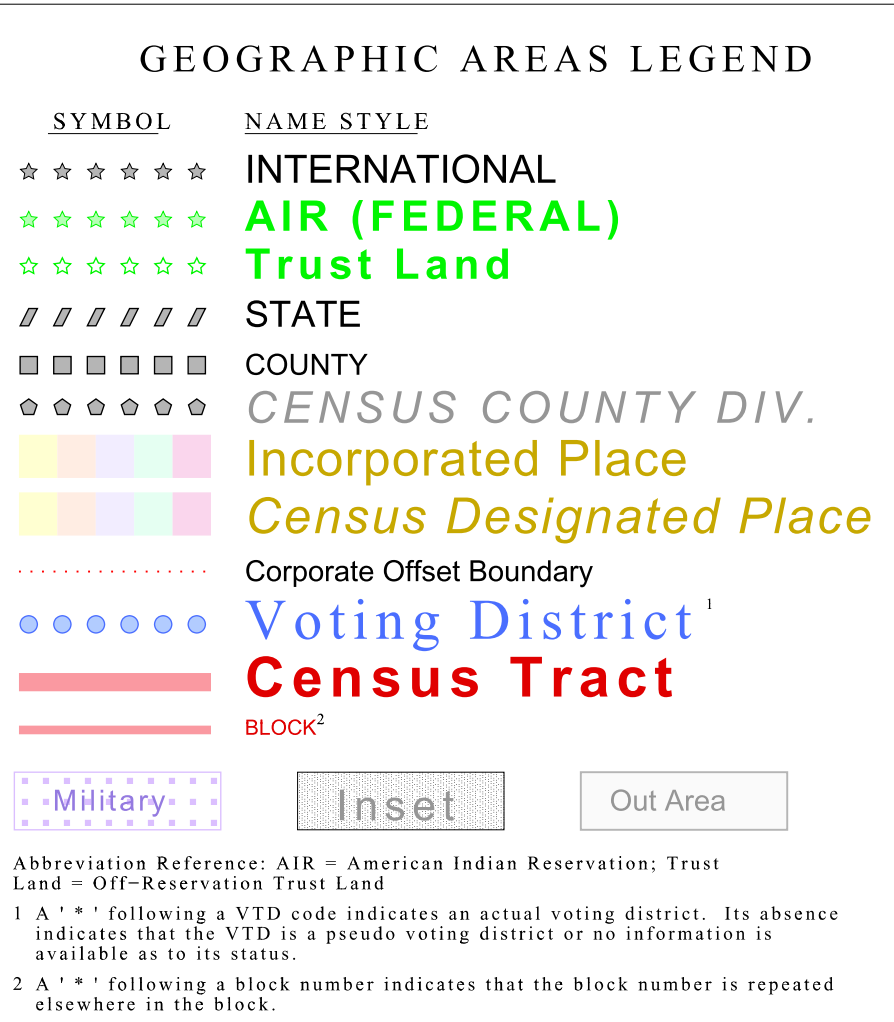 GEOGRAPHIC AREAS LEGEND
SYMBOL NAME STYLE
INTERNATIONAL
AIR (FEDERAL)
Trust Land
STATE
COUNTY
CENSUS COUNTY DIV.
Incorporated Place
Census Designated Place
Corporate Offset Boundary
Voting District 1
Census Tract
BLOCK2
Military Inset Out Area
Abbreviation Reference: AIR = American Indian Reservation; Trust
Land = Off−Reservation Trust Land
1 A ' * ' following a VTD code indicates an actual voting district. Its absence
indicates that the VTD is a pseudo voting district or no information is
available as to its status.
2 A ' * ' following a block number indicates that the block number is repeated
elsewhere in the block.